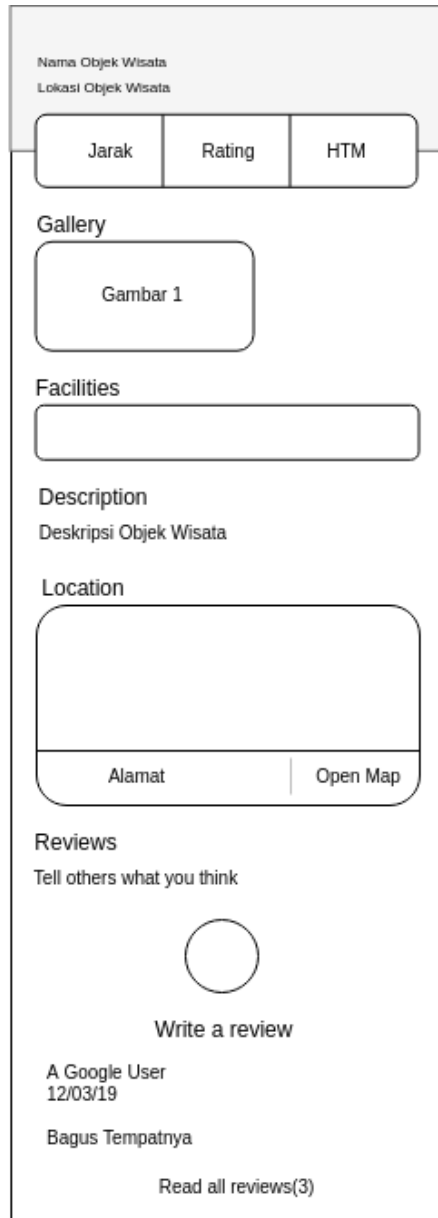 Nama Objek Wisata
Lokasi Objek Wisata
Jarak
Rating
HTM
Gallery
Gambar 1
Facilities
Description
Deskripsi Objek Wisata
Location
Alamat
Open Map
Reviews
Tell others what you think
Write a review
A Google User
12/03/19
Bagus Tempatnya
Read all reviews(3)